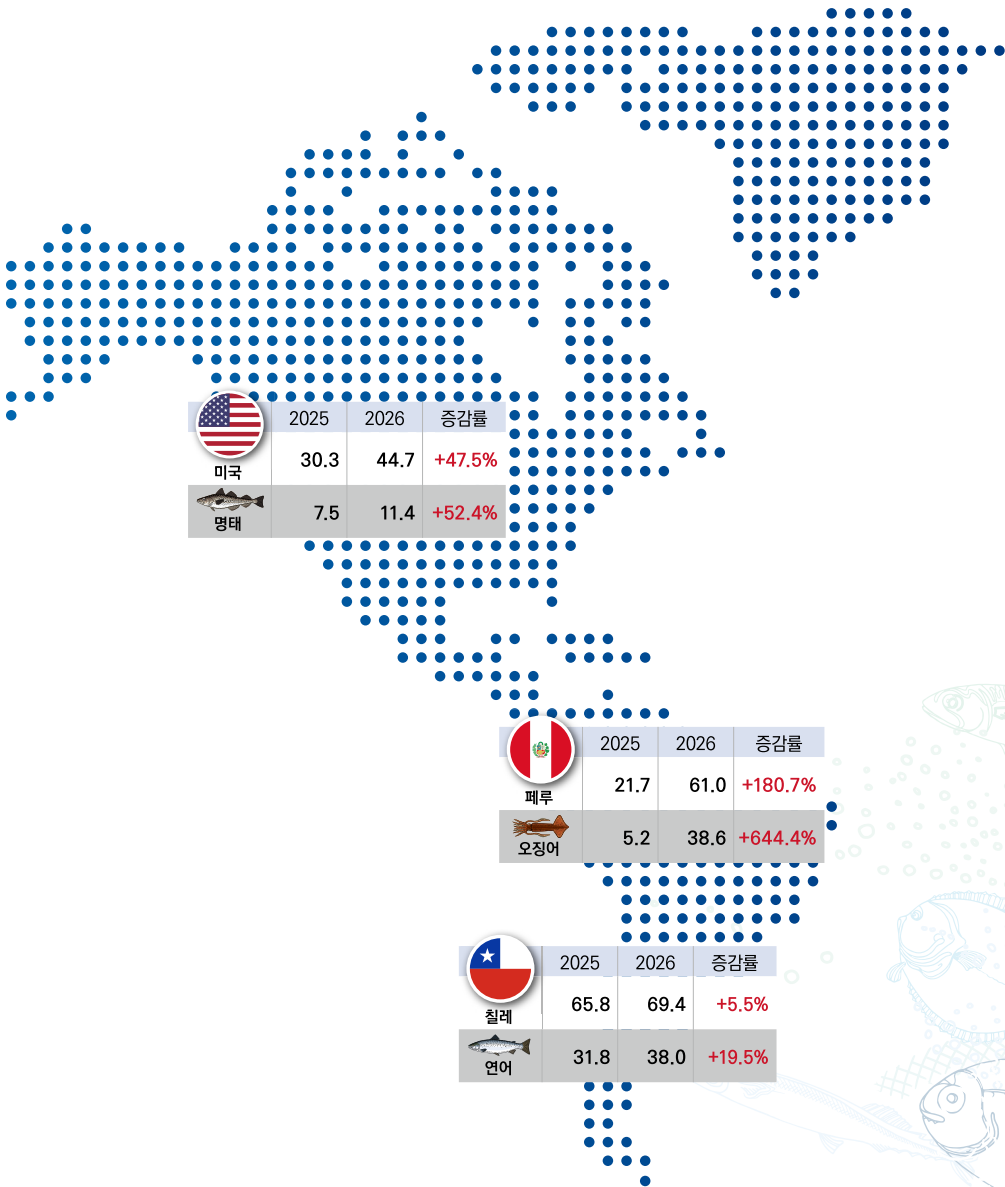 2025 2026 증감률
미국 30.3 44.7 +47.5%
명태 7.5 11.4 +52.4%
2025 2026 증감률
페루 21.7 61.0 +180.7%
오징어 5.2 38.6 +644.4%
2025 2026 증감률
칠레 65.8 69.4 +5.5%
연어 31.8 38.0 +19.5%